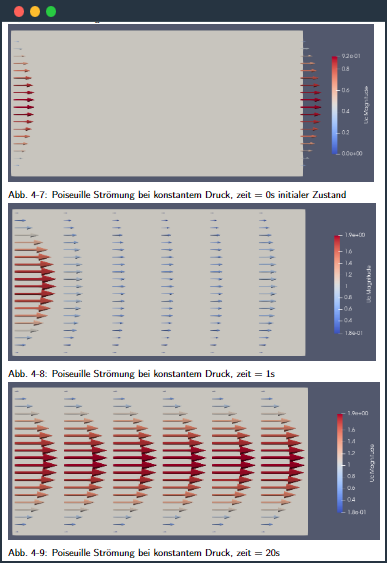 9.2e-01
0.8
0.6
0.4
0.2
0.0e+00
Uc Magnitude
Abb. 4-7: Poiseuille Strömung bei konstantem Druck, zeit = 0s initialer Zustand
1.9e+00
1.6
1.4
1.2
1
0.8
0.6
0.4
1.8e-01
Uc Magnitude
Abb. 4-8: Poiseuille Strömung bei konstantem Druck, zeit = 1s
1.9e+00
1.6
1.4
1.2
1
0.8
0.6
0.4
1.6e-01
Uc Magnitude
Abb. 4-9: Poiseuille Strömung bei konstantem Druck, zeit = 20s